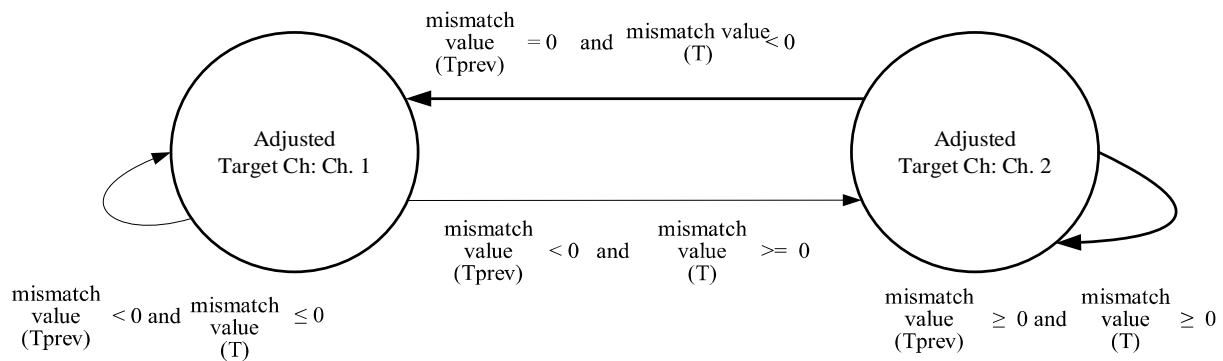 mismatch
value
(Tprev)
= 0 and
mismatch value
(T)
< 0
Adjusted
Target Ch: Ch. 1
Adjusted
Target Ch: Ch. 2
mismatch
value
(Tprev)
< 0 and
mismatch
value
(T)
>= 0
mismatch
value
(Tprev)
< 0 and
mismatch
value
(T)
≤ 0
mismatch
value
(Tprev)
≥ 0 and
mismatch
value
(T)
≥ 0